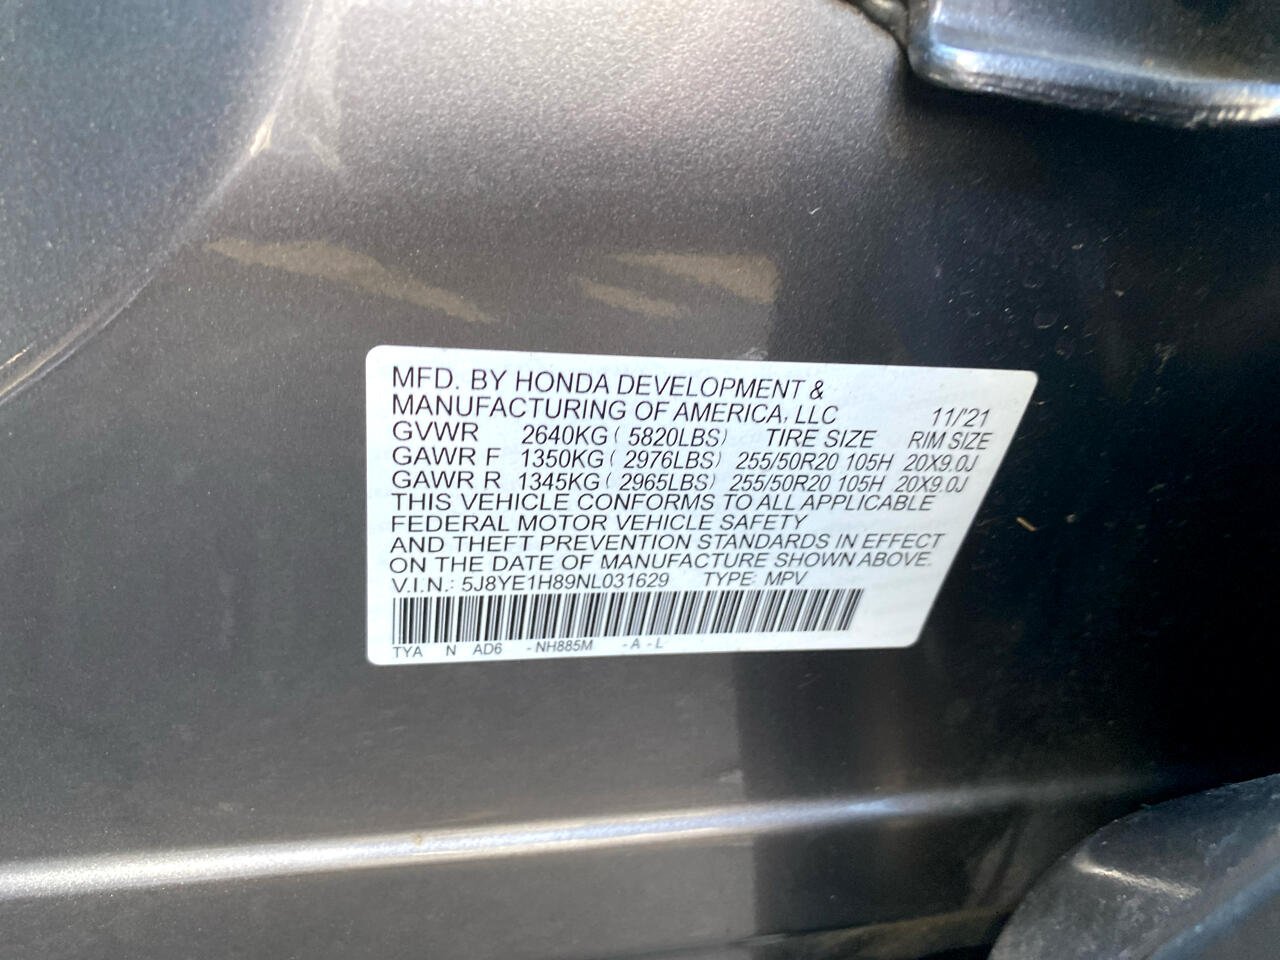 MFD. BY HONDA DEVELOPMENT &
MANUFACTURING OF AMERICA, LLC 11/'21
GVWR 2640KG ( 5820LBS) TIRE SIZE RIM SIZE
GAWR F 1350KG ( 2976LBS) 255/50R20 105H 20X9.0J
GAWR R 1345KG ( 2965LBS) 255/50R20 105H 20X9.0J
THIS VEHICLE CONFORMS TO ALL APPLICABLE
FEDERAL MOTOR VEHICLE SAFETY
AND THEFT PREVENTION STANDARDS IN EFFECT
ON THE DATE OF MANUFACTURE SHOWN ABOVE.
V.I.N.: 5J8YE1H89NL031629 TYPE: MPV
TYA N AD6 -NH885M -A -L